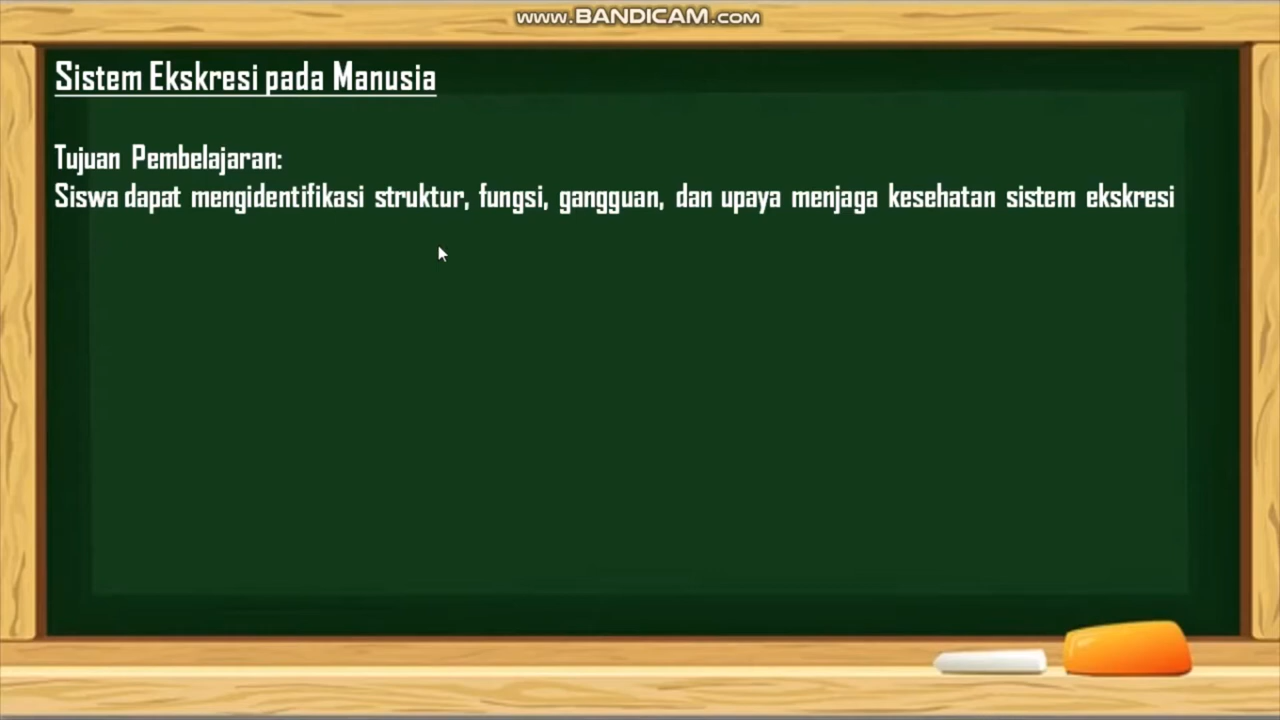 www.BANDICAM.com
Sistem Ekskresi pada Manusia
Tujuan Pembelajaran:
Siswa dapat mengidentifikasi struktur, fungsi, gangguan, dan upaya menjaga kesehatan sistem ekskresi